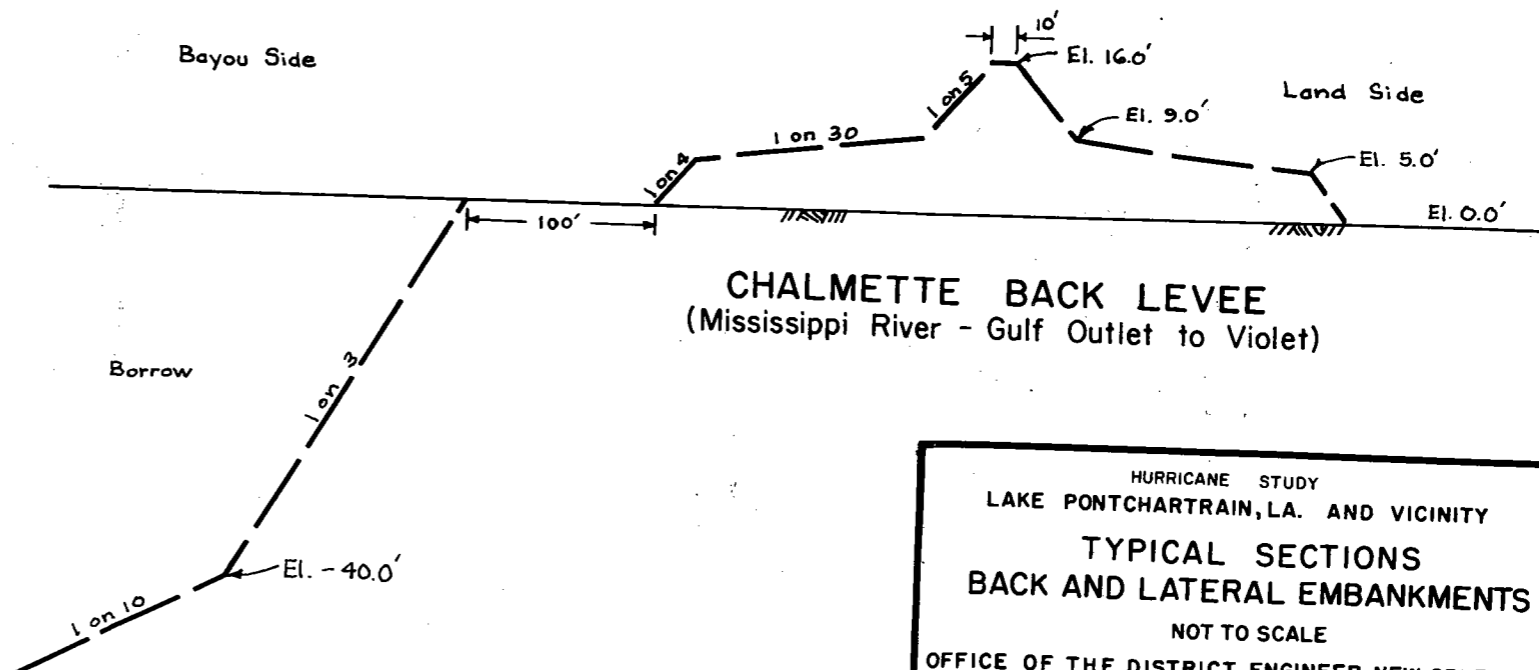 10'
Bayou Side
El. 16.0'
Land Side
1 on 5
El. 9.0'
1 on 30
El. 5.0'
1 on 4
100'
El. 0.0'
CHALMETTE BACK LEVEE
(Mississippi River - Gulf Outlet to Violet)
Borrow
1 on 3
El. -40.0'
1 on 10
HURRICANE STUDY
LAKE PONTCHARTRAIN, LA. AND VICINITY
TYPICAL SECTIONS
BACK AND LATERAL EMBANKMENTS
NOT TO SCALE
OFFICE OF THE DISTRICT ENGINEER